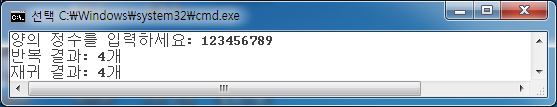 선택 C:₩Windows₩system32₩cmd.exe
양의 정수를 입력하세요: 123456789
반복 결과: 4개
재귀 결과: 4개